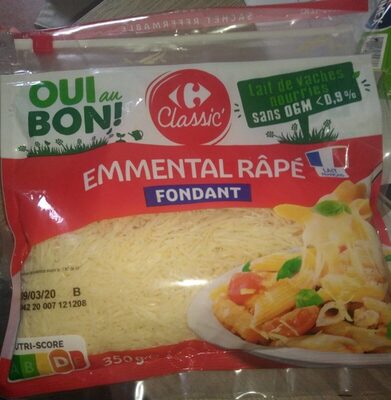 SACHET REFERMABLE
OUI au
BON!
Classic'
Lait de vaches
nourries
sans OGM <0,9%
EMMENTAL RÂPÉ
FONDANT
LAIT
FRANÇAIS
09/03/20 B
042 20 007 121208
NUTRI-SCORE
A B C D E
350g